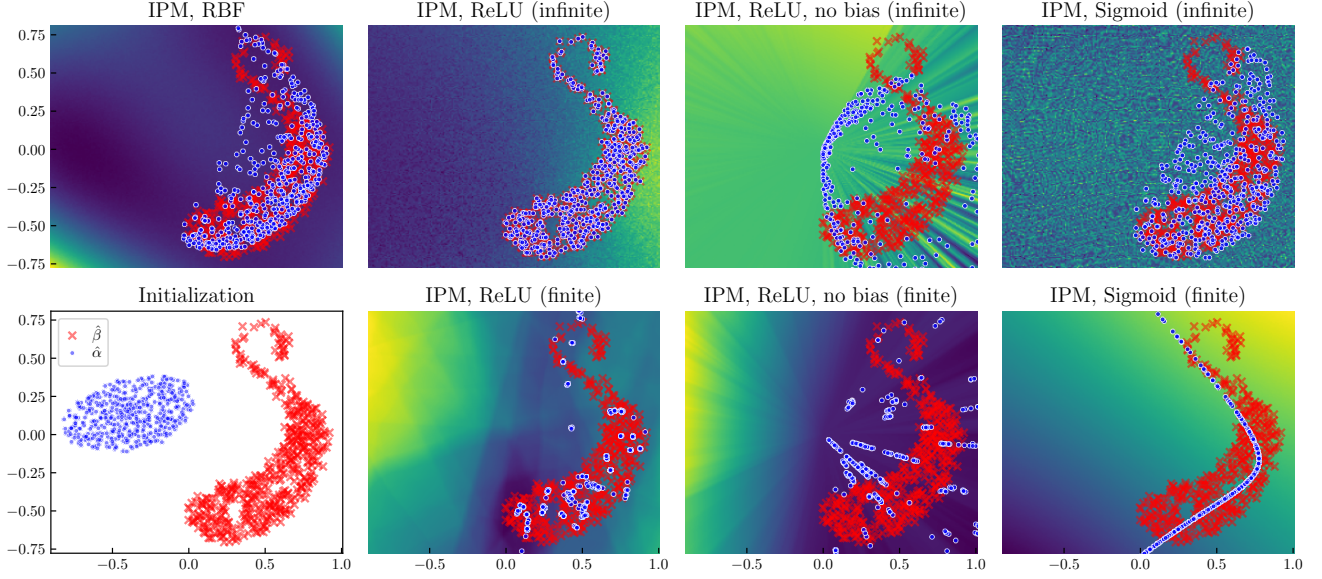 IPM, RBF
IPM, ReLU (infinite)
IPM, ReLU, no bias (infinite)
IPM, Sigmoid (infinite)
0.75
0.50
0.25
0.00
−0.25
−0.50
−0.75
Initialization
IPM, ReLU (finite)
IPM, ReLU, no bias (finite)
IPM, Sigmoid (finite)
β̂
α̂
0.75
0.50
0.25
0.00
−0.25
−0.50
−0.75
−0.5 0.0 0.5 1.0
−0.5 0.0 0.5 1.0
−0.5 0.0 0.5 1.0
−0.5 0.0 0.5 1.0